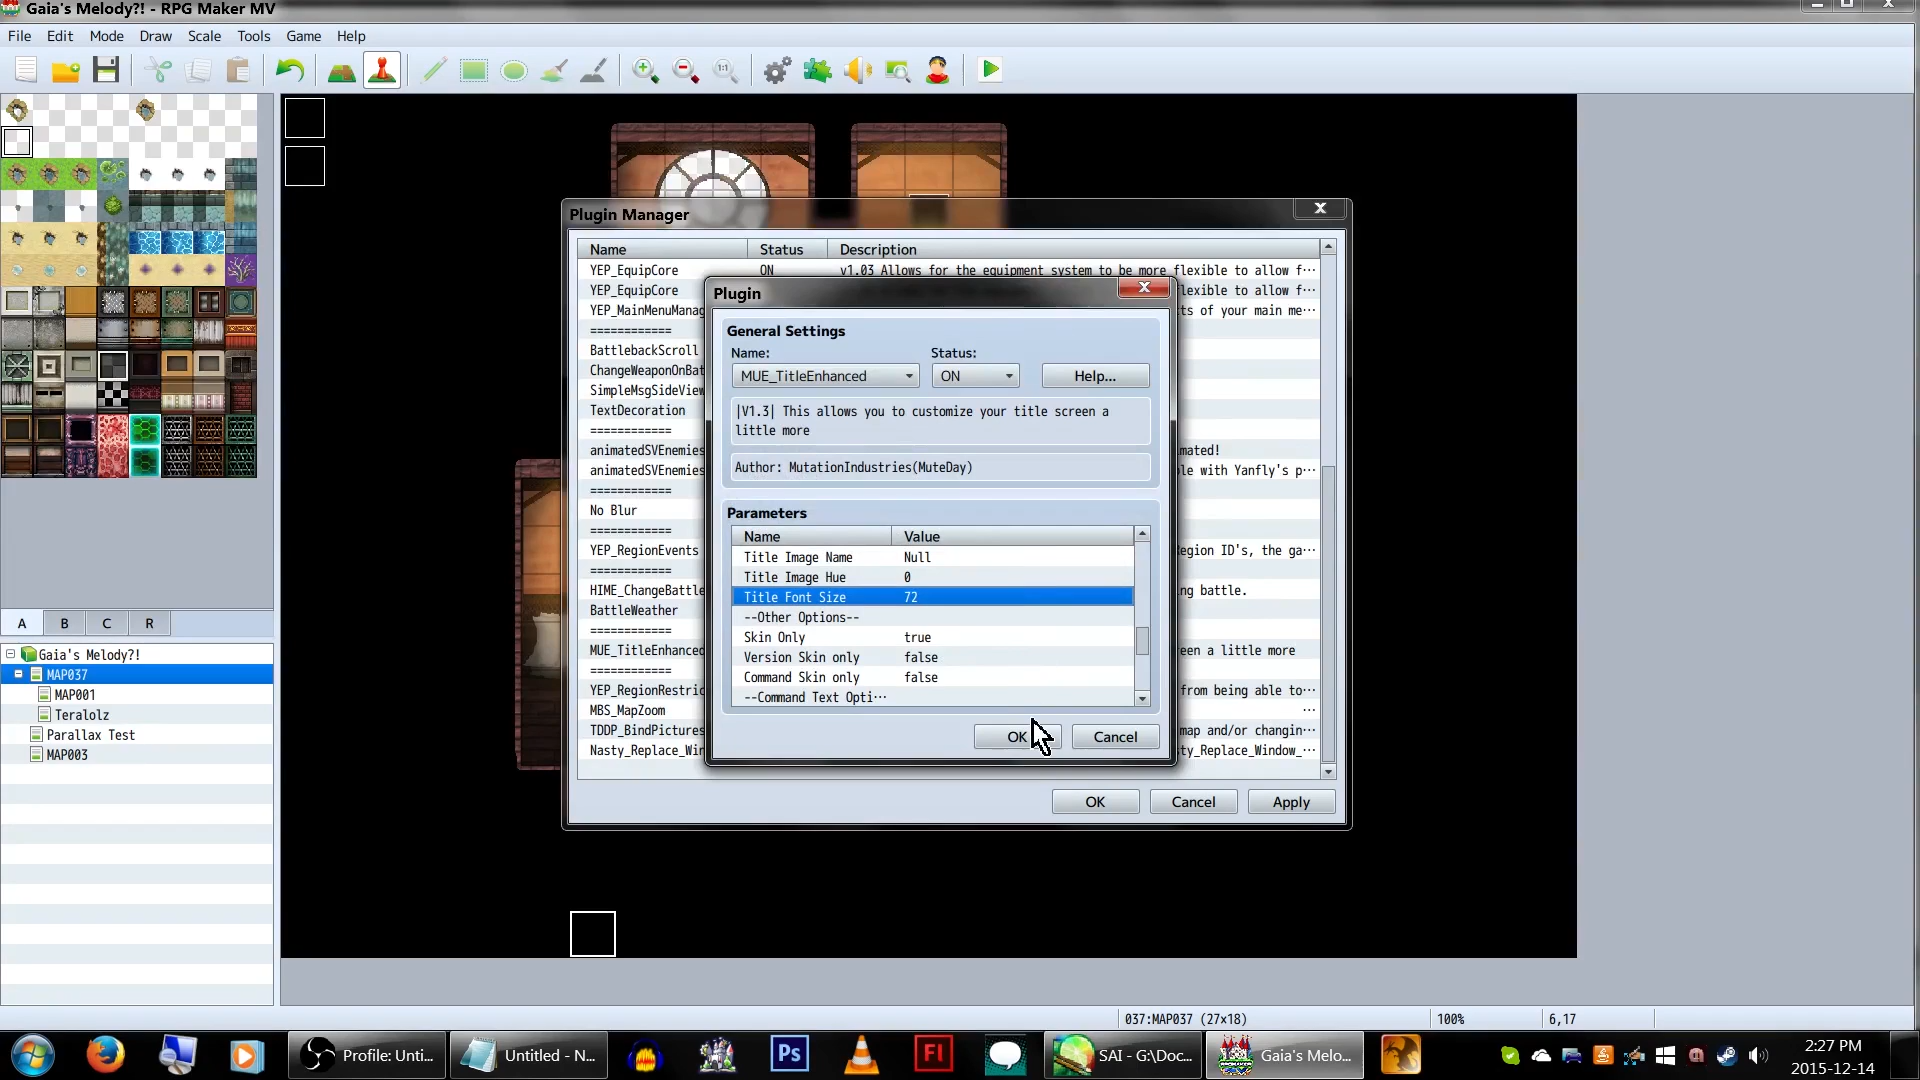 Gaia's Melody?! - RPG Maker MV
File Edit Mode Draw Scale Tools Game Help
1:1
Plugin Manager
Name Status Description
YEP_EquipCore ON v1.03 Allows for the equipment system to be more flexible to allow f···
YEP_EquipCore lexible to allow f···
YEP_MainMenuManag ts of your main me···
============
BattlebackScroll
ChangeWeaponOnBat
SimpleMsgSideView
TextDecoration
============
animatedSVEnemies mated!
animatedSVEnemies le with Yanfly's p···
============
No Blur
============
YEP_RegionEvents egion ID's, the ga···
============
HIME_ChangeBattle ng battle.
BattleWeather
============
MUE_TitleEnhanced een a little more
============
YEP_RegionRestric from being able to···
MBS_MapZoom ···
TDDP_BindPictures map and/or changin···
Nasty_Replace_Win ty_Replace_Window_···
OK Cancel Apply
Plugin
General Settings
Name: Status:
MUE_TitleEnhanced ON Help...
|V1.3| This allows you to customize your title screen a
little more
Author: MutationIndustries(MuteDay)
Parameters
Name Value
Title Image Name Null
Title Image Hue 0
Title Font Size 72
--Other Options--
Skin Only true
Version Skin only false
Command Skin only false
--Command Text Opti···
OK Cancel
A B C R
Gaia's Melody?!
MAP037
MAP001
Teralolz
Parallax Test
MAP003
037:MAP037 (27x18) 100% 6,17
Profile: Unti...
Untitled - N...
Ps
Fl
SAI - G:\Doc...
Gaia's Melo...
2:27 PM
2015-12-14